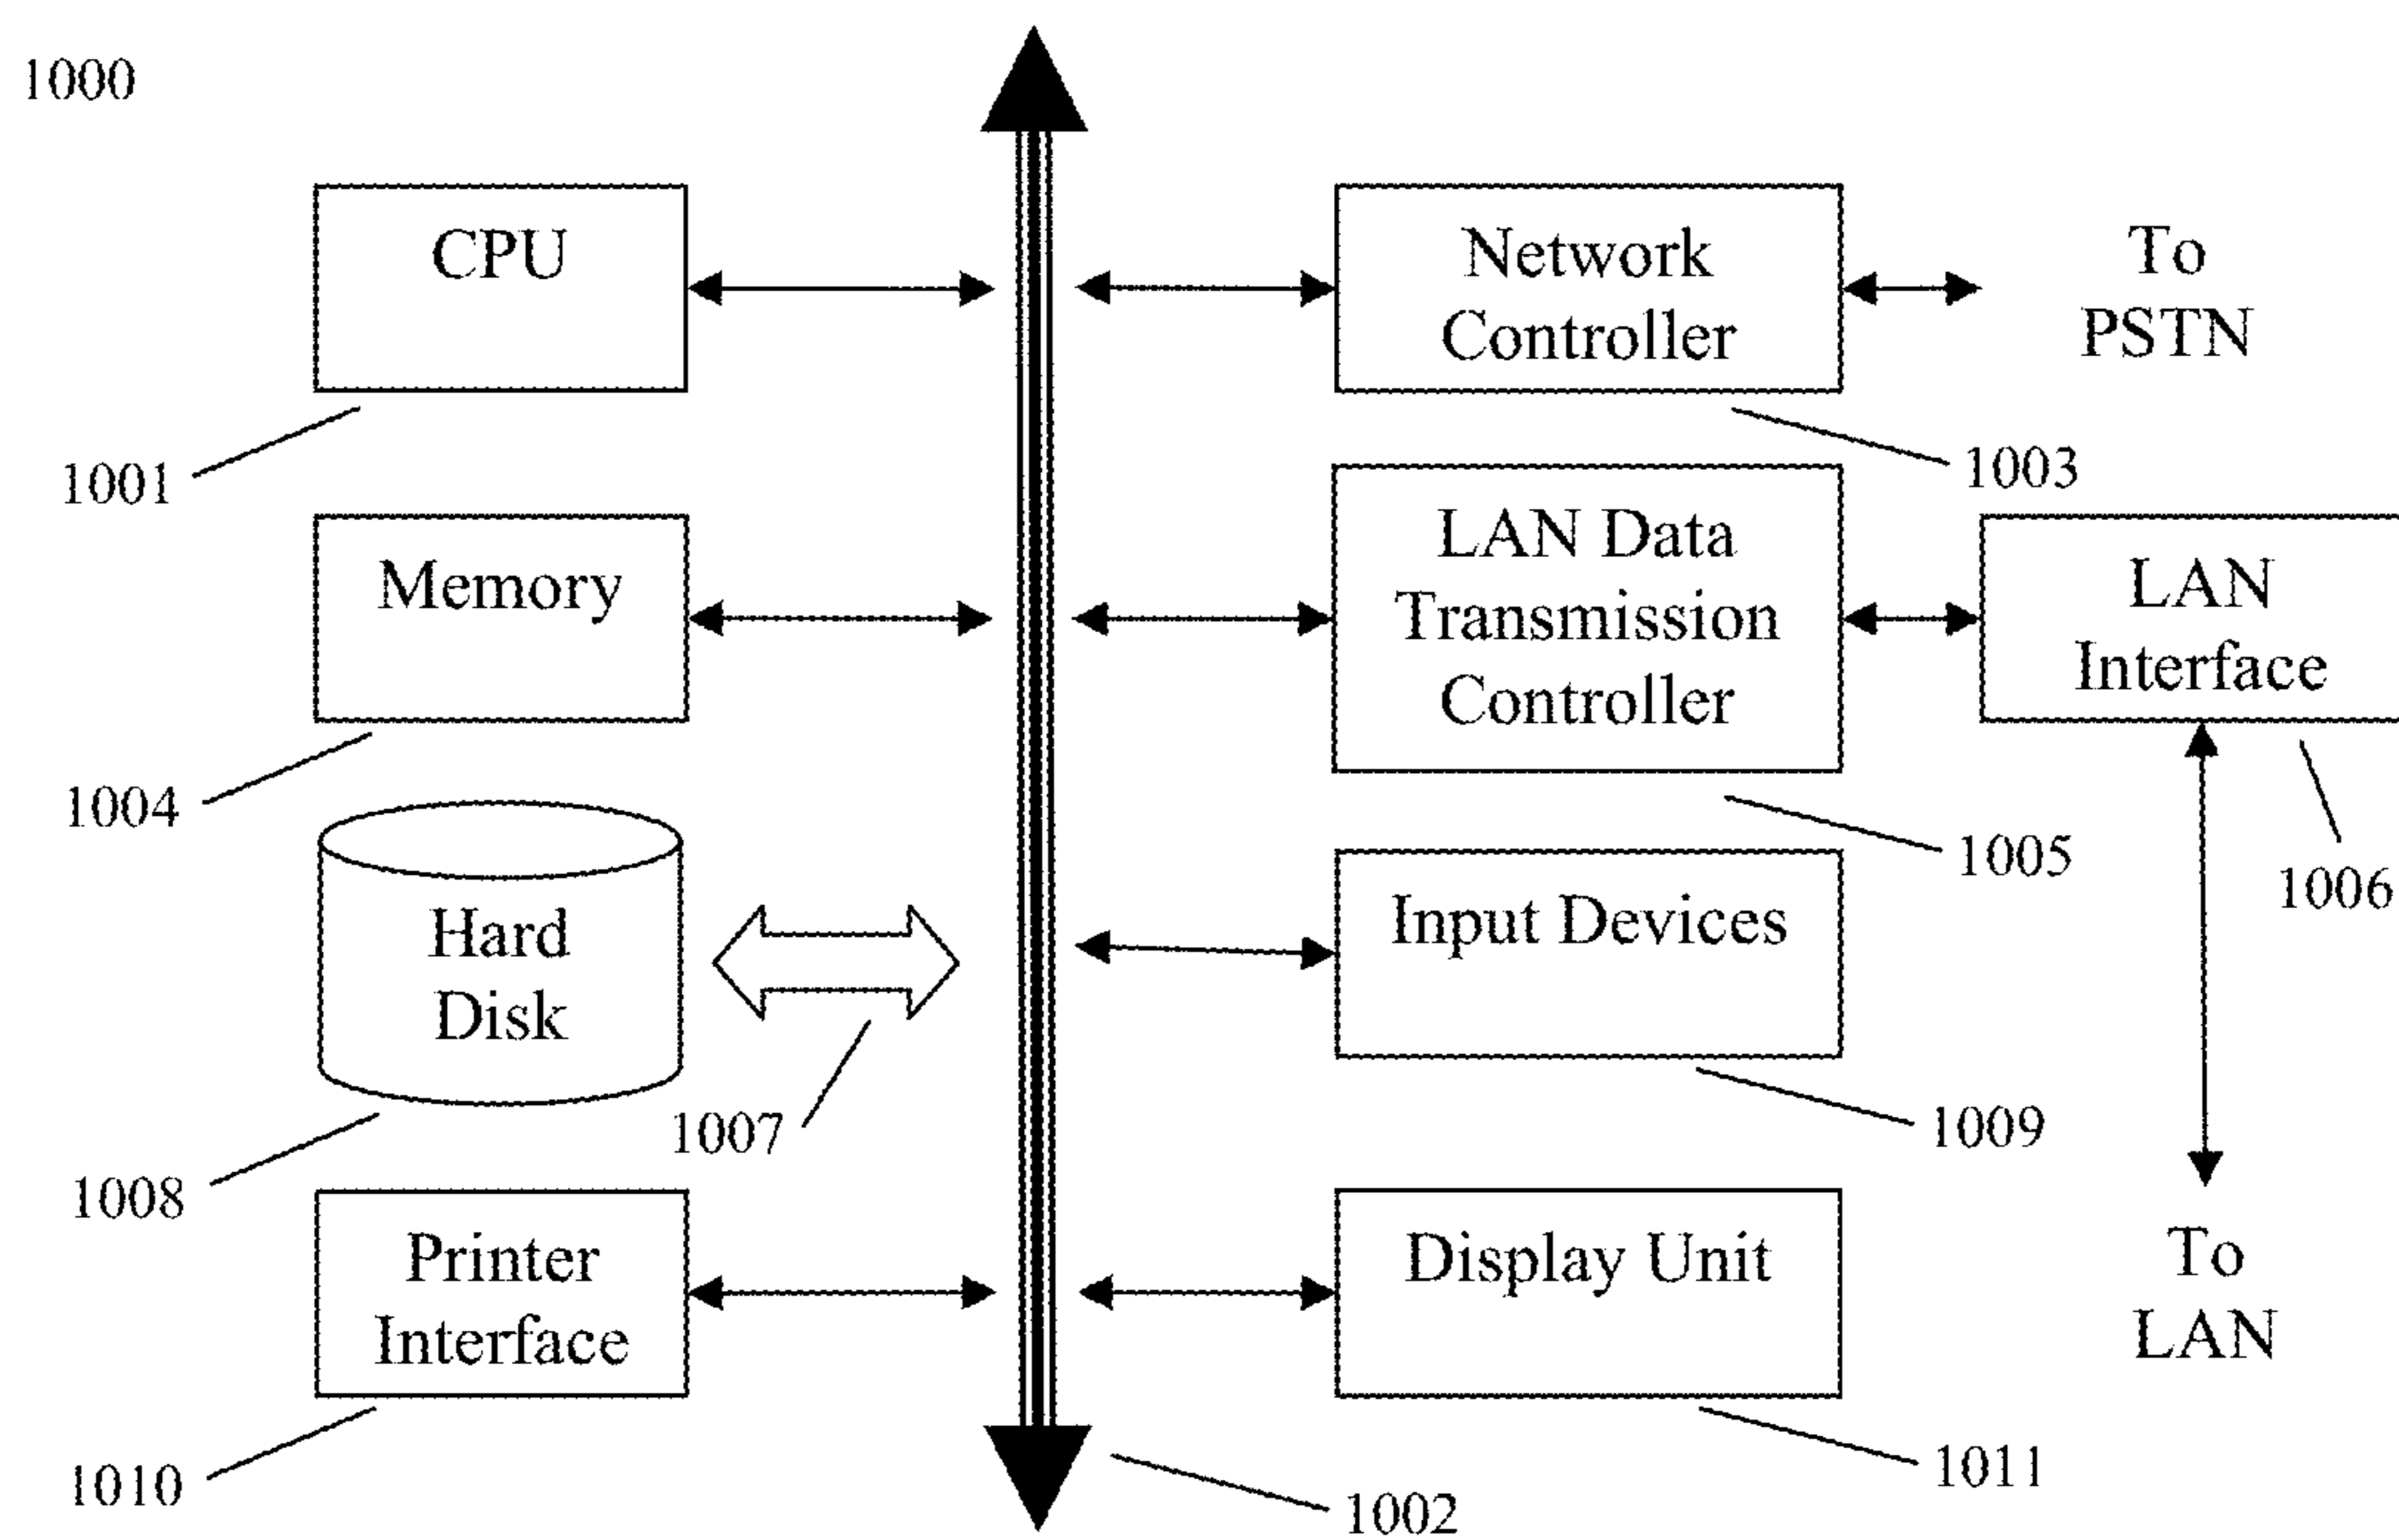 1000
CPU
Network
Controller
To
PSTN
1001
1003
Memory
LAN Data
Transmission
Controller
LAN
Interface
1004
1005
1006
Hard
Disk
1007
Input Devices
1008
1009
Printer
Interface
Display Unit
To
LAN
1010
1002
1011